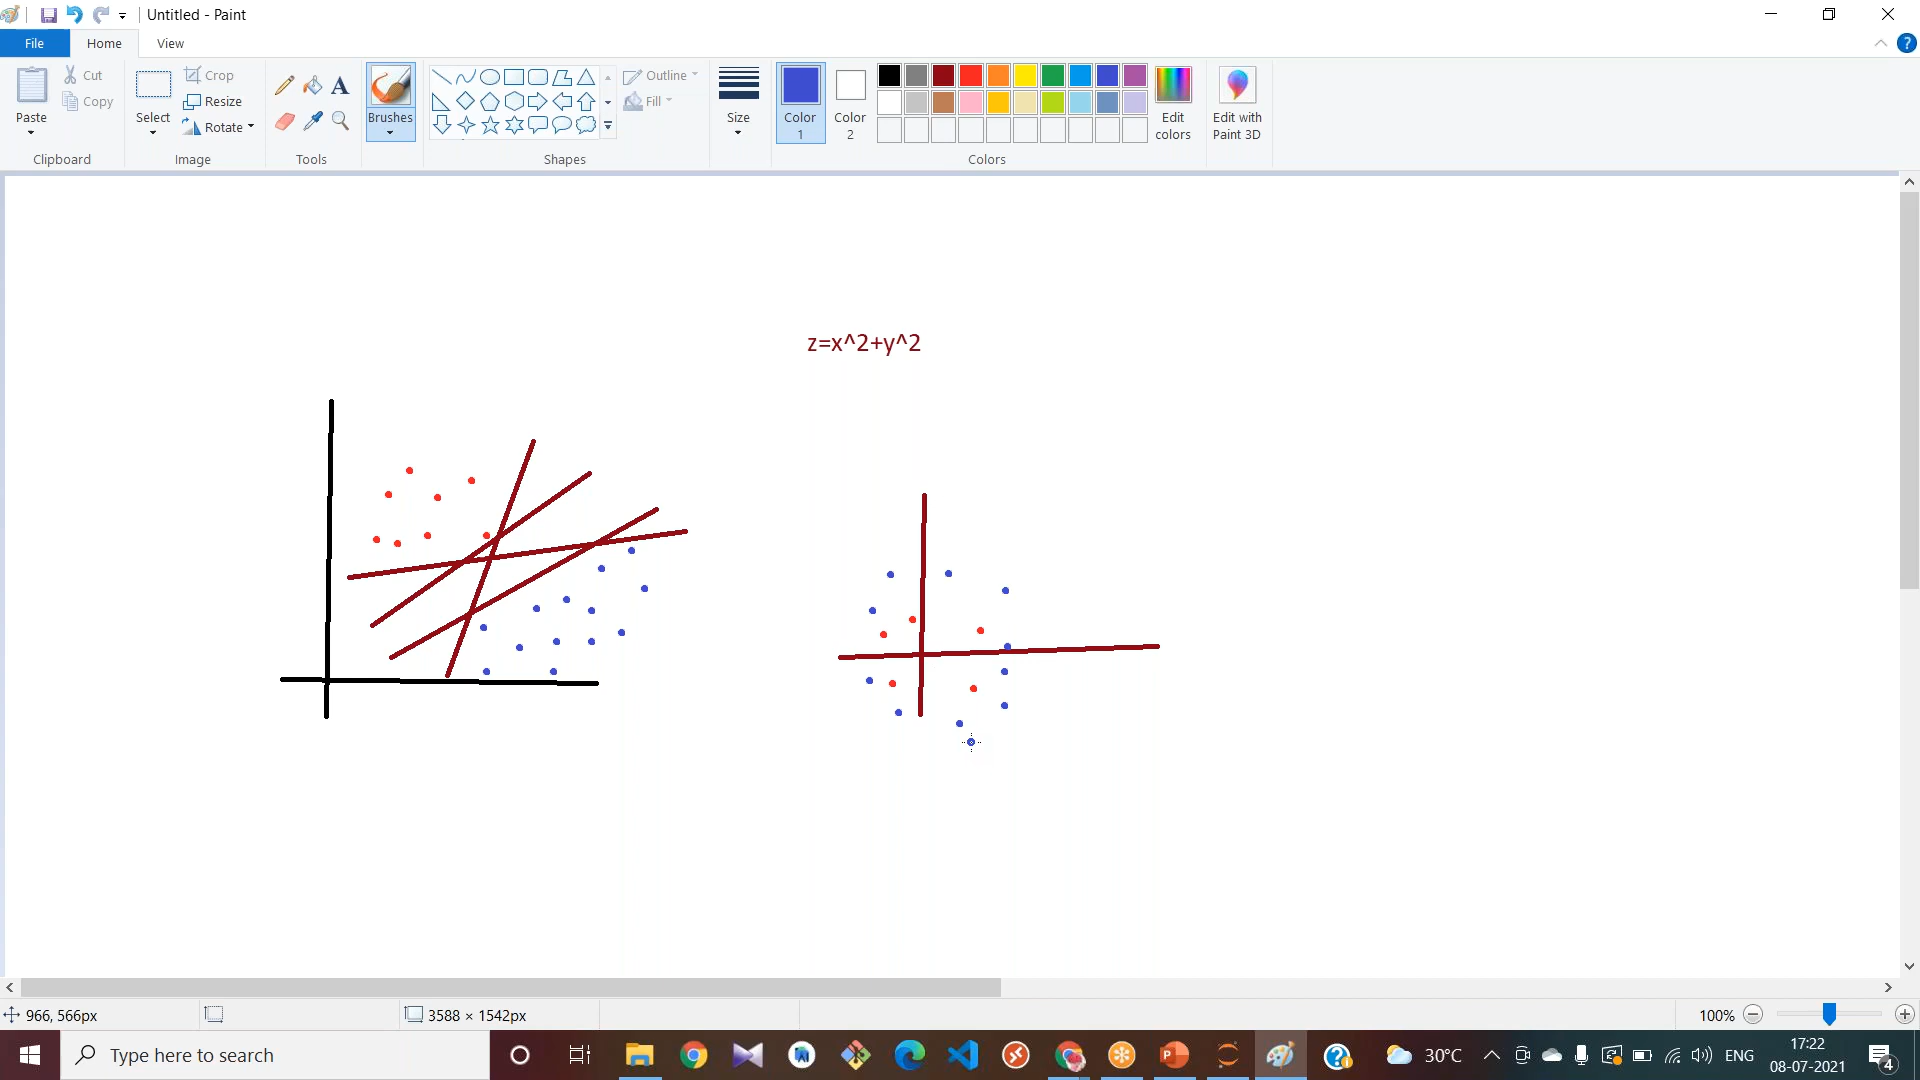 Untitled - Paint
File Home View
Paste
Cut
Copy
Clipboard
Select
Crop
Resize
Rotate
Image
Tools
Brushes
Outline
Fill
Shapes
Size
Color 1
Color 2
Edit colors
Edit with Paint 3D
Colors
z=x^2+y^2
966, 566px
3588 × 1542px
100%
Type here to search
30°C
ENG
17:22
08-07-2021
4